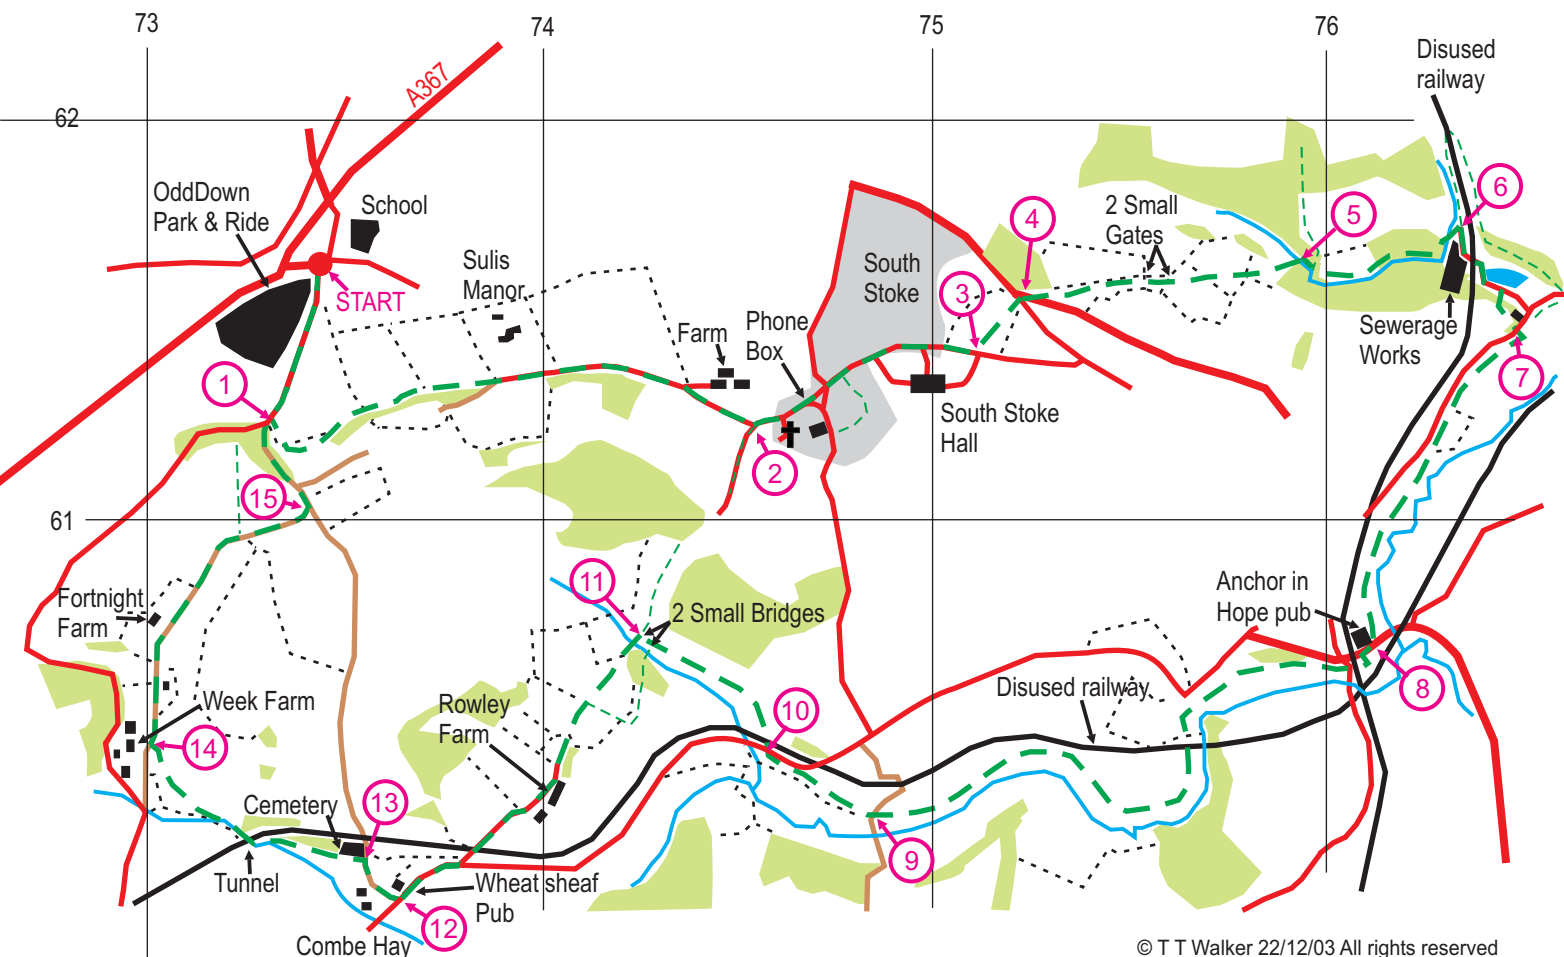 73
74
75
76
Disused
railway
A367
62
OddDown
Park & Ride
School
START
Sulis
Manor
Farm
Phone
Box
South
Stoke
3
4
2 Small
Gates
5
6
Sewerage
Works
7
1
2
South Stoke
Hall
15
61
Fortnight
Farm
11
2 Small Bridges
Anchor in
Hope pub
8
Week Farm
14
Rowley
Farm
10
Disused railway
Cemetery
13
9
Tunnel
Wheat sheaf
Pub
12
Combe Hay
© T T Walker 22/12/03 All rights reserved